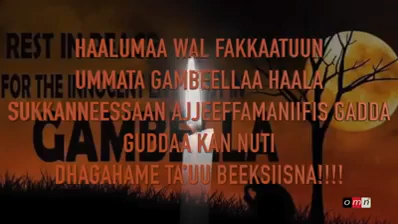 REST IN PEACE
FOR THE INNOCENT
GAMBELLA
HAALUMAA WAL FAKKAATUUN
UMMATA GAMBEELLAA HAALA
SUKKANNEESSAAN AJJEEFFAMANIIFIS GADDA
GUDDAA KAN NUTI
DHAGAHAME TA'UU BEEKSIISNA!!!!
omn